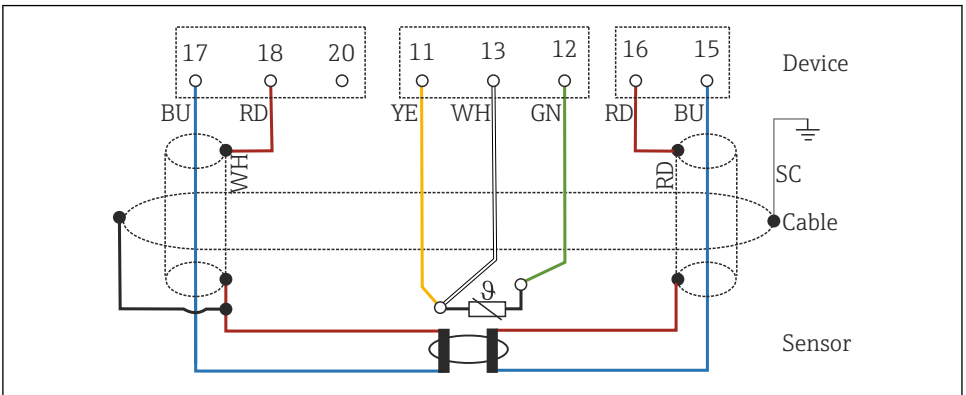 17 18 20 11 13 12 16 15 Device
BU RD YE WH GN RD BU
WH RD SC
Cable
ϑ
Sensor